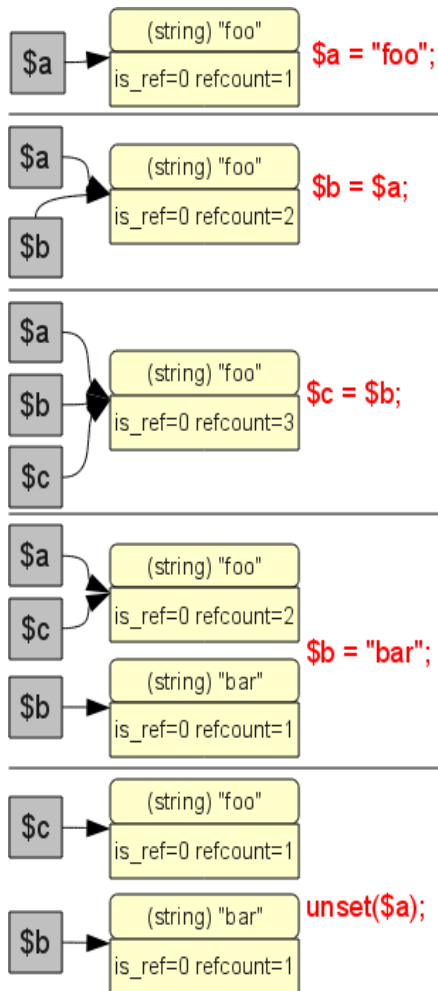 $a
(string) "foo"
is_ref=0 refcount=1
$a = "foo";
$a
$b
(string) "foo"
is_ref=0 refcount=2
$b = $a;
$a
$b
$c
(string) "foo"
is_ref=0 refcount=3
$c = $b;
$a
$c
(string) "foo"
is_ref=0 refcount=2
$b
(string) "bar"
is_ref=0 refcount=1
$b = "bar";
$c
(string) "foo"
is_ref=0 refcount=1
$b
(string) "bar"
is_ref=0 refcount=1
unset($a);